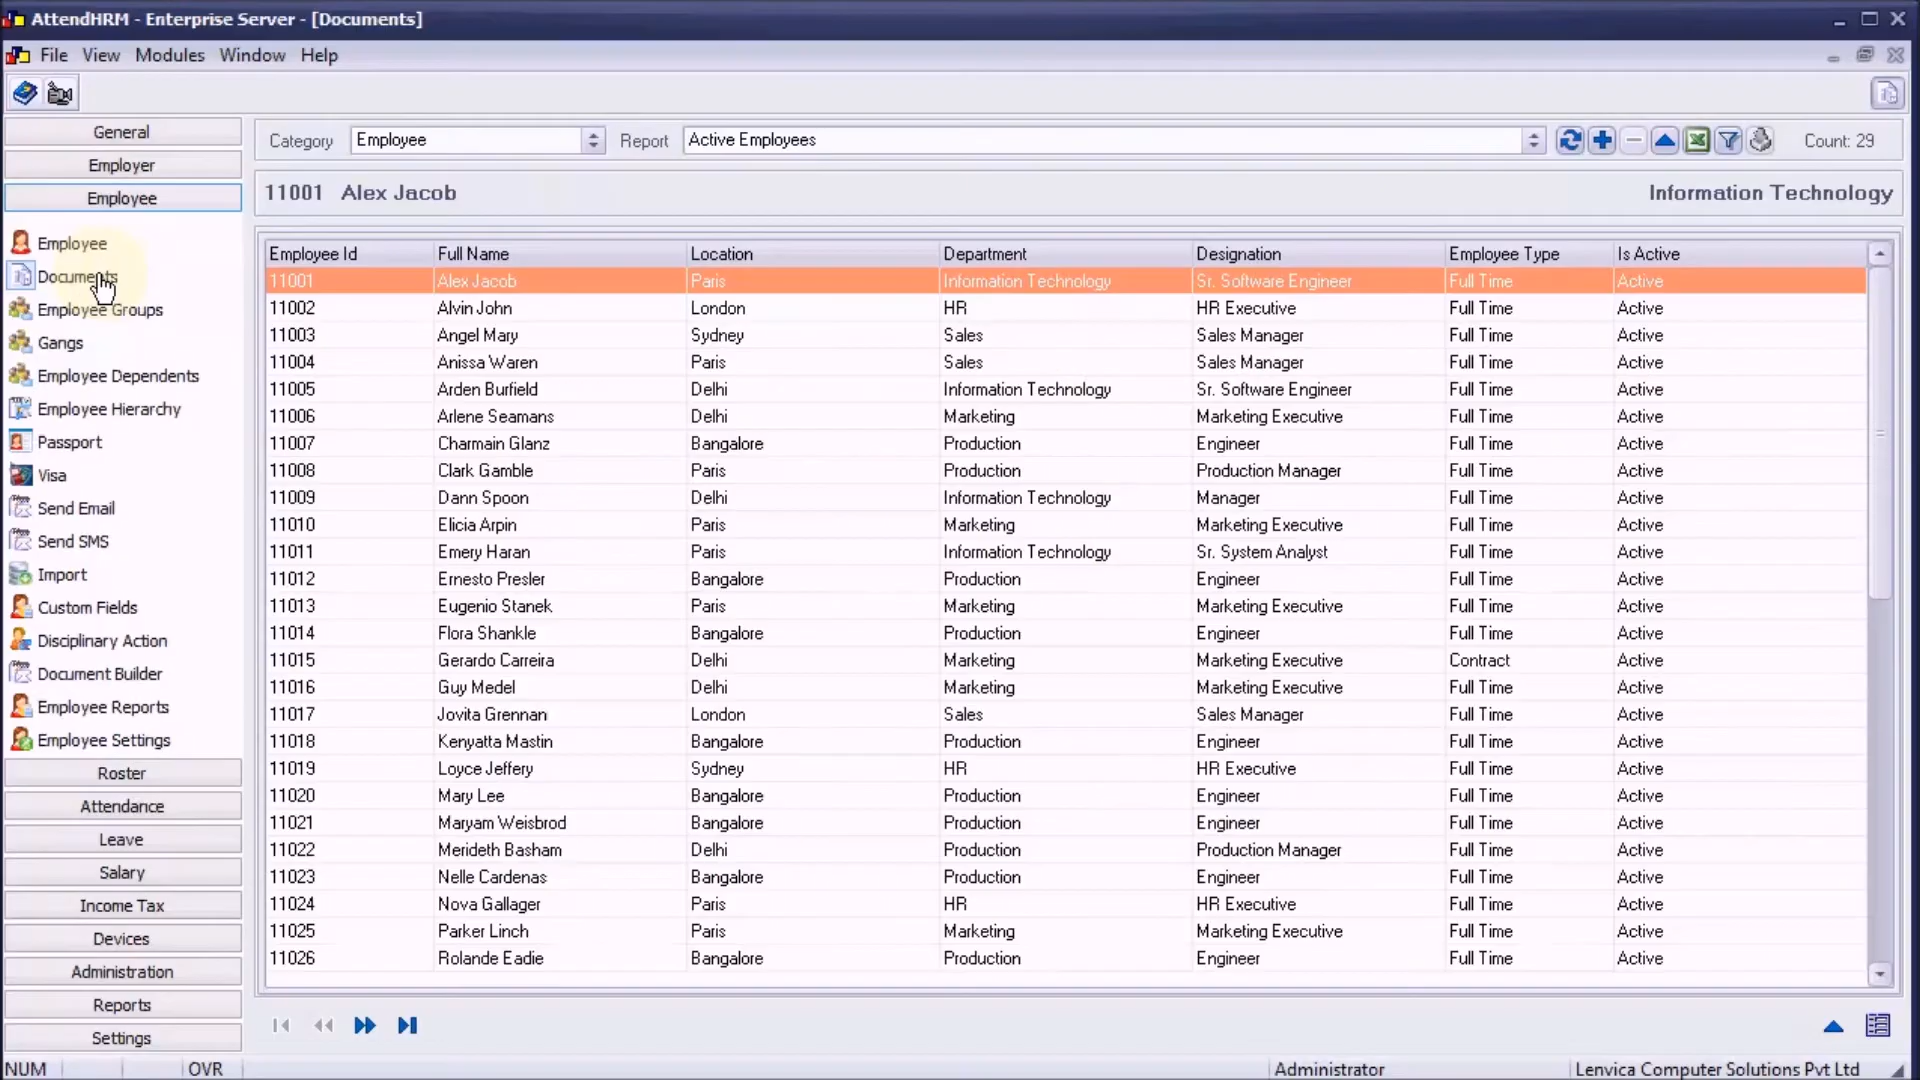 AttendHRM - Enterprise Server - [Documents]
File View Modules Window Help
General
Employer
Employee
Employee
Documents
Employee Groups
Gangs
Employee Dependents
Employee Hierarchy
Passport
Visa
Send Email
Send SMS
Import
Custom Fields
Disciplinary Action
Document Builder
Employee Reports
Employee Settings
Roster
Attendance
Leave
Salary
Income Tax
Devices
Administration
Reports
Settings
Category Employee Report Active Employees Count: 29
11001 Alex Jacob Information Technology
Employee Id Full Name Location Department Designation Employee Type Is Active
11001 Alex Jacob Paris Information Technology Sr. Software Engineer Full Time Active
11002 Alvin John London HR HR Executive Full Time Active
11003 Angel Mary Sydney Sales Sales Manager Full Time Active
11004 Anissa Waren Paris Sales Sales Manager Full Time Active
11005 Arden Burfield Delhi Information Technology Sr. Software Engineer Full Time Active
11006 Arlene Seamans Delhi Marketing Marketing Executive Full Time Active
11007 Charmain Glanz Bangalore Production Engineer Full Time Active
11008 Clark Gamble Paris Production Production Manager Full Time Active
11009 Dann Spoon Delhi Information Technology Manager Full Time Active
11010 Elicia Arpin Paris Marketing Marketing Executive Full Time Active
11011 Emery Haran Paris Information Technology Sr. System Analyst Full Time Active
11012 Ernesto Presler Bangalore Production Engineer Full Time Active
11013 Eugenio Stanek Paris Marketing Marketing Executive Full Time Active
11014 Flora Shankle Bangalore Production Engineer Full Time Active
11015 Gerardo Carreira Delhi Marketing Marketing Executive Contract Active
11016 Guy Medel Delhi Marketing Marketing Executive Full Time Active
11017 Jovita Grennan London Sales Sales Manager Full Time Active
11018 Kenyatta Mastin Bangalore Production Engineer Full Time Active
11019 Loyce Jeffery Sydney HR HR Executive Full Time Active
11020 Mary Lee Bangalore Production Engineer Full Time Active
11021 Maryam Weisbrod Bangalore Production Engineer Full Time Active
11022 Merideth Basham Delhi Production Production Manager Full Time Active
11023 Nelle Cardenas Bangalore Production Engineer Full Time Active
11024 Nova Gallager Paris HR HR Executive Full Time Active
11025 Parker Linch Paris Marketing Marketing Executive Full Time Active
11026 Rolande Eadie Bangalore Production Engineer Full Time Active
NUM OVR Administrator Lenvica Computer Solutions Pvt Ltd